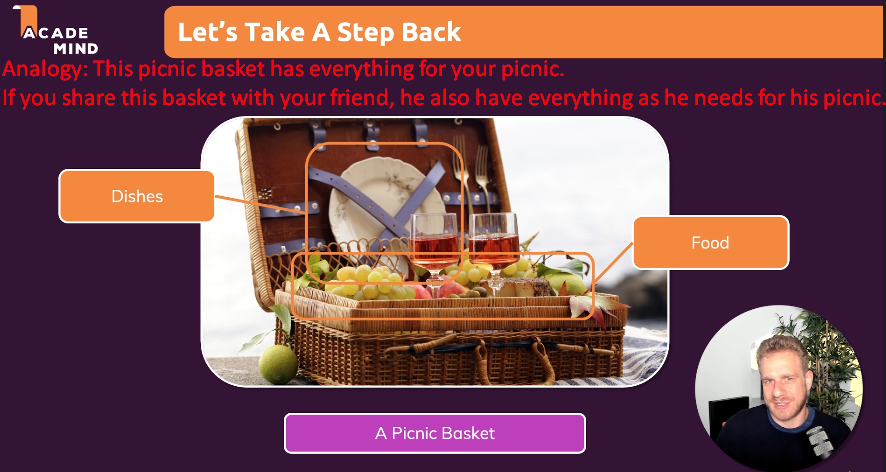 ACADE
MIND
Let's Take A Step Back
Analogy: This picnic basket has everything for your picnic.
If you share this basket with your friend, he also have everything as he needs for his picnic.
Dishes
Food
A Picnic Basket